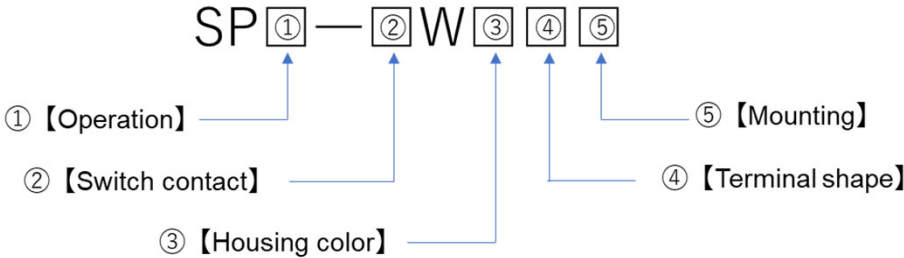 SP①—②W③④⑤
①【Operation】
⑤【Mounting】
②【Switch contact】
④【Terminal shape】
③【Housing color】